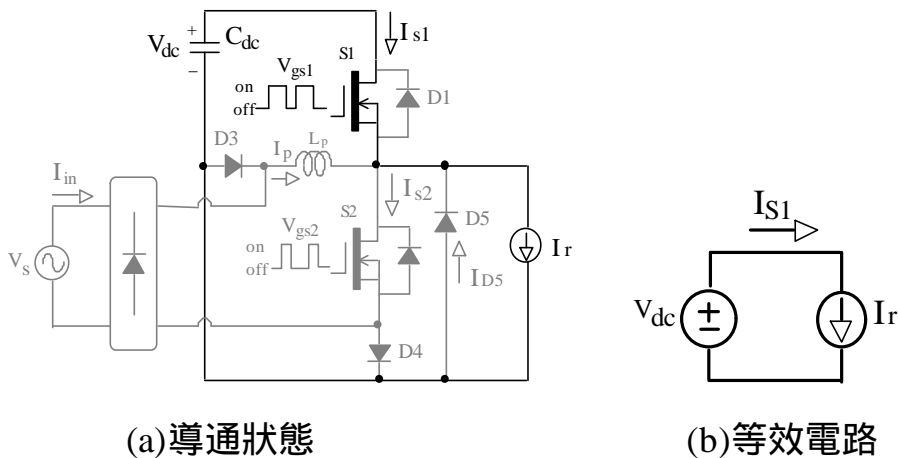 +
Vdc
Cdc
−
Is1
S1
Vgs1
on
off
D1
D3
Ip
Lp
Iin
Is2
S2
Vgs2
on
off
D5
ID5
Vs
Ir
D4
IS1
Vdc
+
−
Ir
(a)導通狀態
(b)等效電路